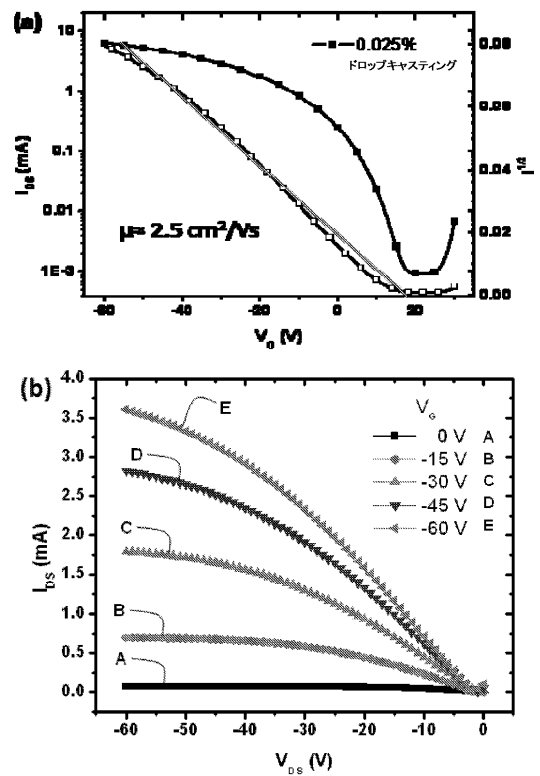 (a)
0.025%
ドロップキャスティング
I_DS (mA)
10
1
0.1
0.01
1E-3
I^1/2
0.08
0.06
0.04
0.02
0.00
μ= 2.5 cm²/Vs
-60 -40 -20 0 20
V_G (V)
(b)
I_DS (mA)
4.0
3.5
3.0
2.5
2.0
1.5
1.0
0.5
0.0
E
D
C
B
A
V_G
0 V A
-15 V B
-30 V C
-45 V D
-60 V E
-60 -50 -40 -30 -20 -10 0
V_DS (V)